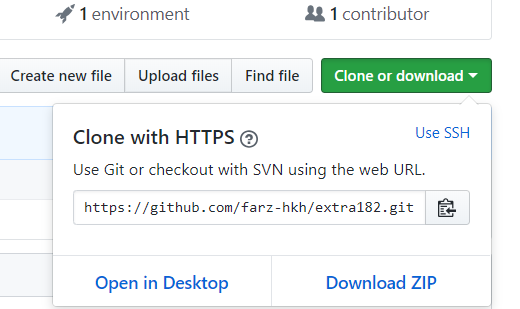 1 environment
1 contributor
Create new file
Upload files
Find file
Clone or download
Clone with HTTPS
Use SSH
Use Git or checkout with SVN using the web URL.
https://github.com/farz-hkh/extra182.git
Open in Desktop
Download ZIP